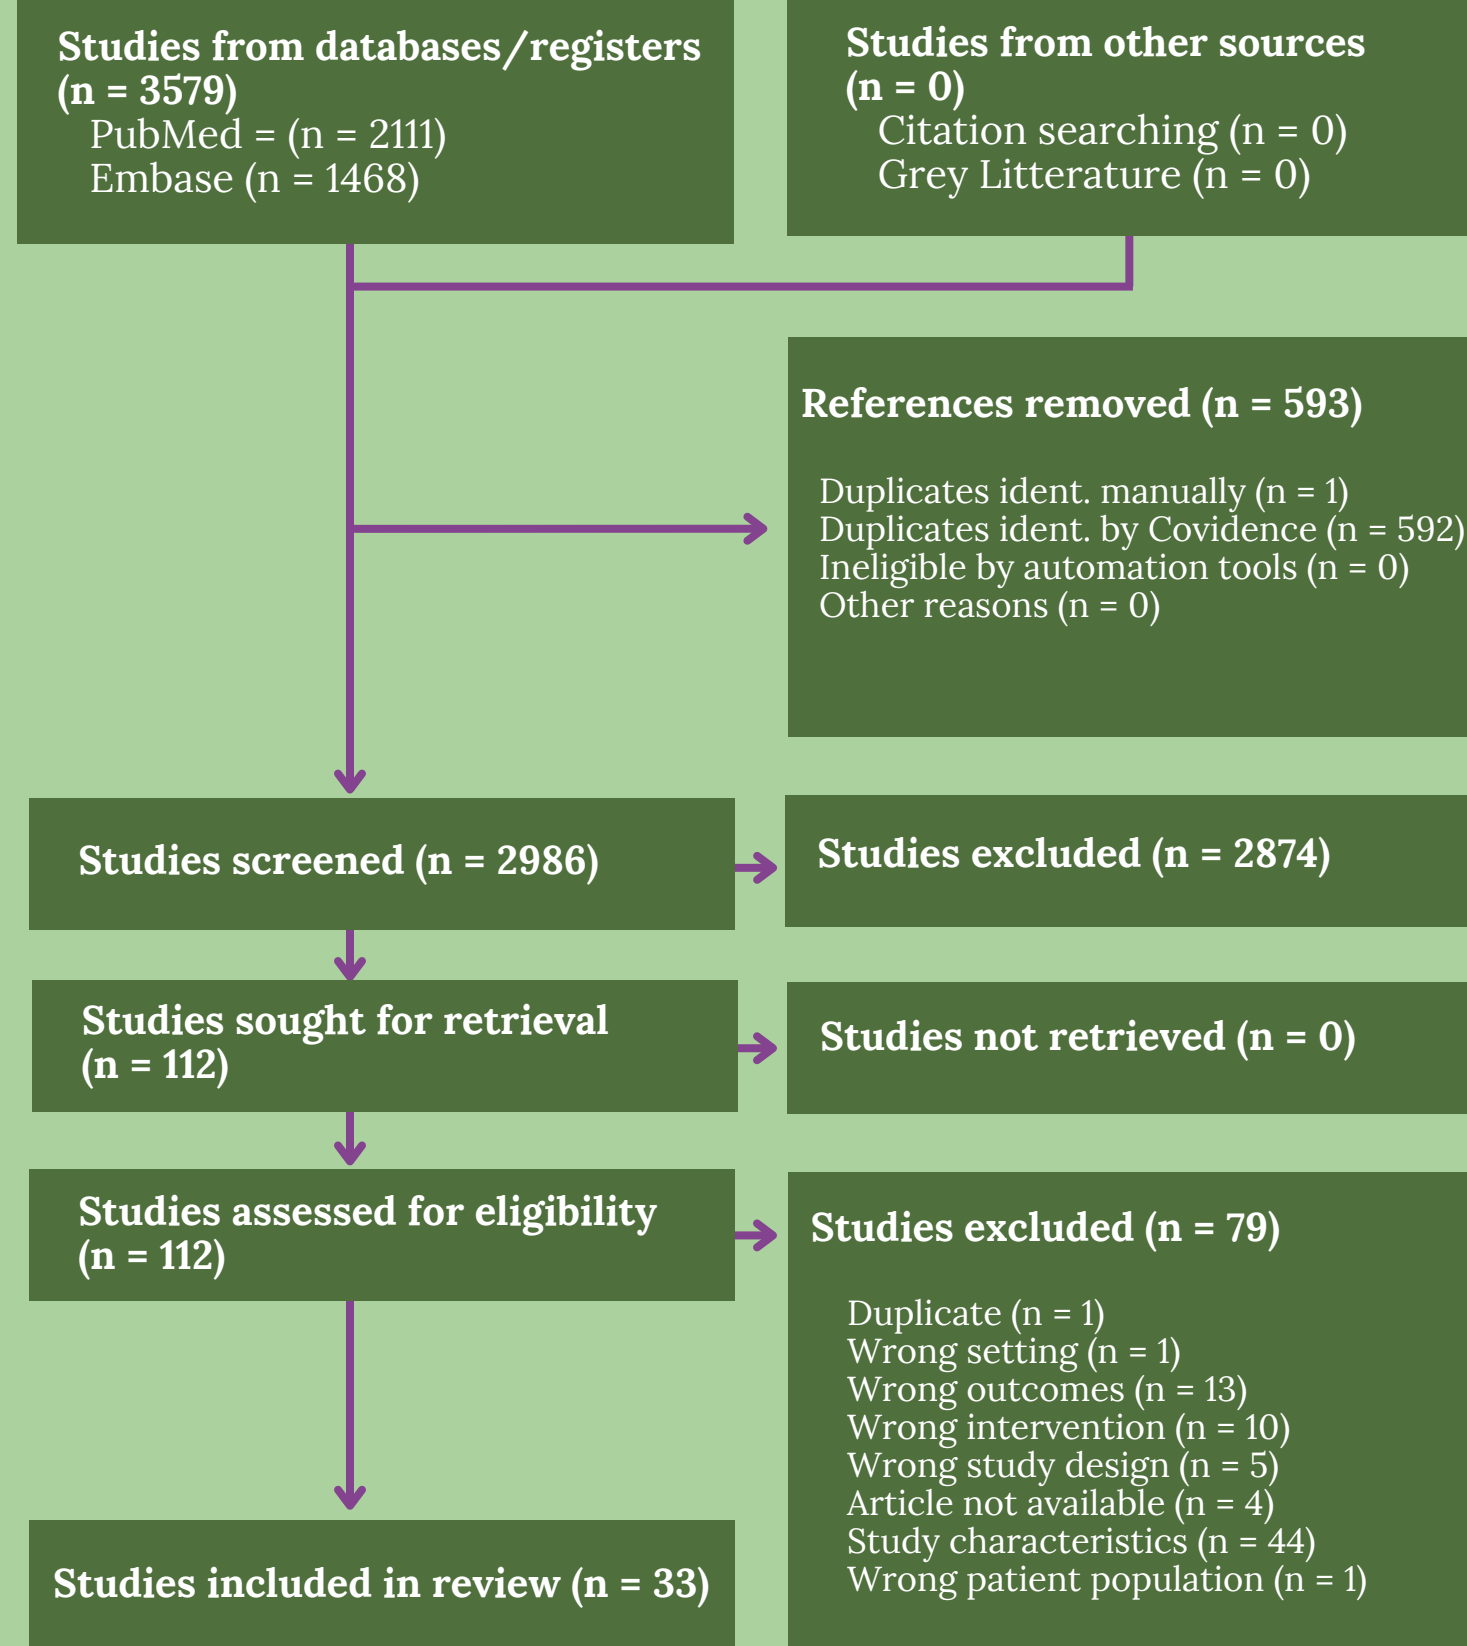 Studies from databases/registers
(n = 3579)
PubMed = (n = 2111)
Embase (n = 1468)
Studies from other sources
(n = 0)
Citation searching (n = 0)
Grey Litterature (n = 0)
References removed (n = 593)
Duplicates ident. manually (n = 1)
Duplicates ident. by Covidence (n = 592)
Ineligible by automation tools (n = 0)
Other reasons (n = 0)
Studies screened (n = 2986)
Studies excluded (n = 2874)
Studies sought for retrieval
(n = 112)
Studies not retrieved (n = 0)
Studies assessed for eligibility
(n = 112)
Studies excluded (n = 79)
Duplicate (n = 1)
Wrong setting (n = 1)
Wrong outcomes (n = 13)
Wrong intervention (n = 10)
Wrong study design (n = 5)
Article not available (n = 4)
Study characteristics (n = 44)
Wrong patient population (n = 1)
Studies included in review (n = 33)